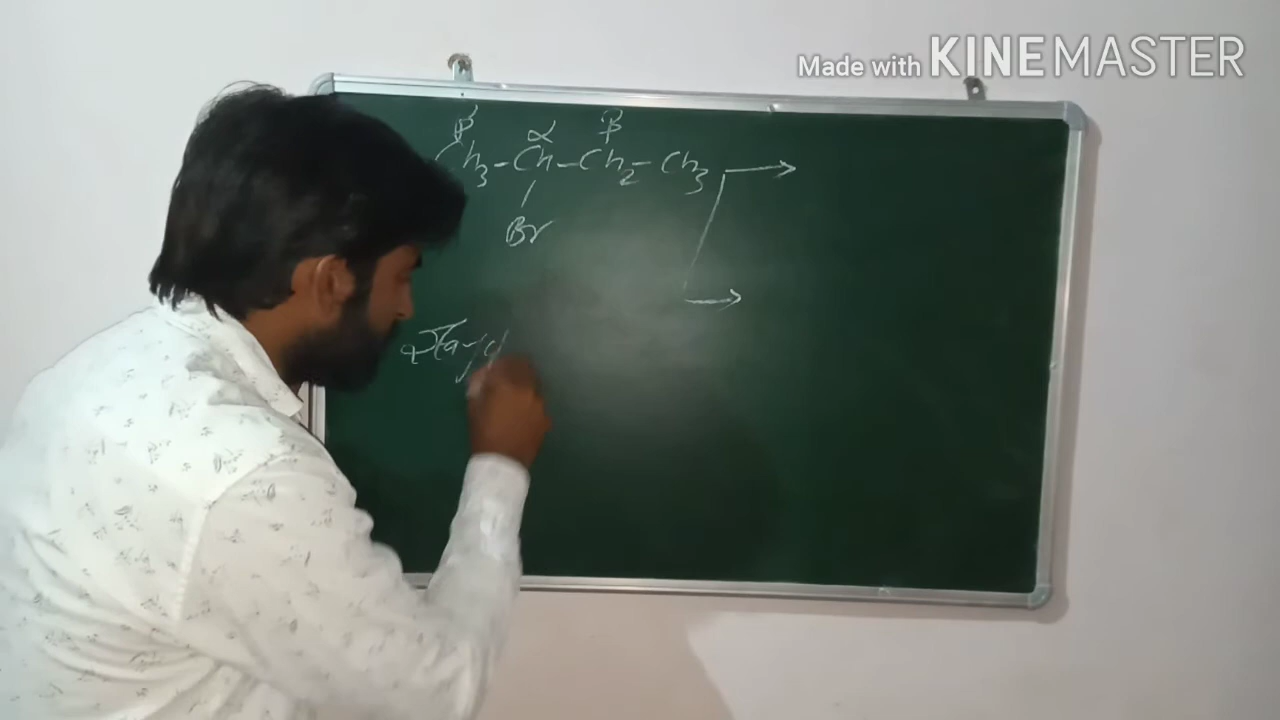 Made with KINEMASTER
β α β
CH3-CH-CH2-CH3
Br